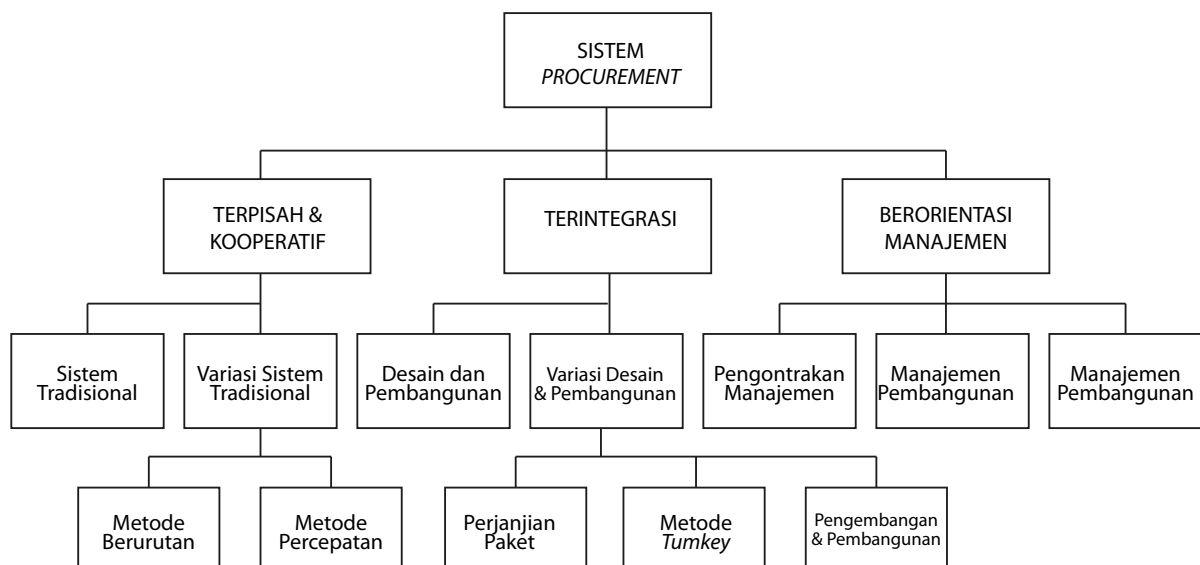 SISTEM
PROCUREMENT
TERPISAH &
KOOPERATIF
TERINTEGRASI
BERORIENTASI
MANAJEMEN
Sistem
Tradisional
Variasi Sistem
Tradisional
Desain dan
Pembangunan
Variasi Desain
& Pembangunan
Pengontrakan
Manajemen
Manajemen
Pembangunan
Manajemen
Pembangunan
Metode
Berurutan
Metode
Percepatan
Perjanjian
Paket
Metode
Tumkey
Pengembangan
& Pembangunan